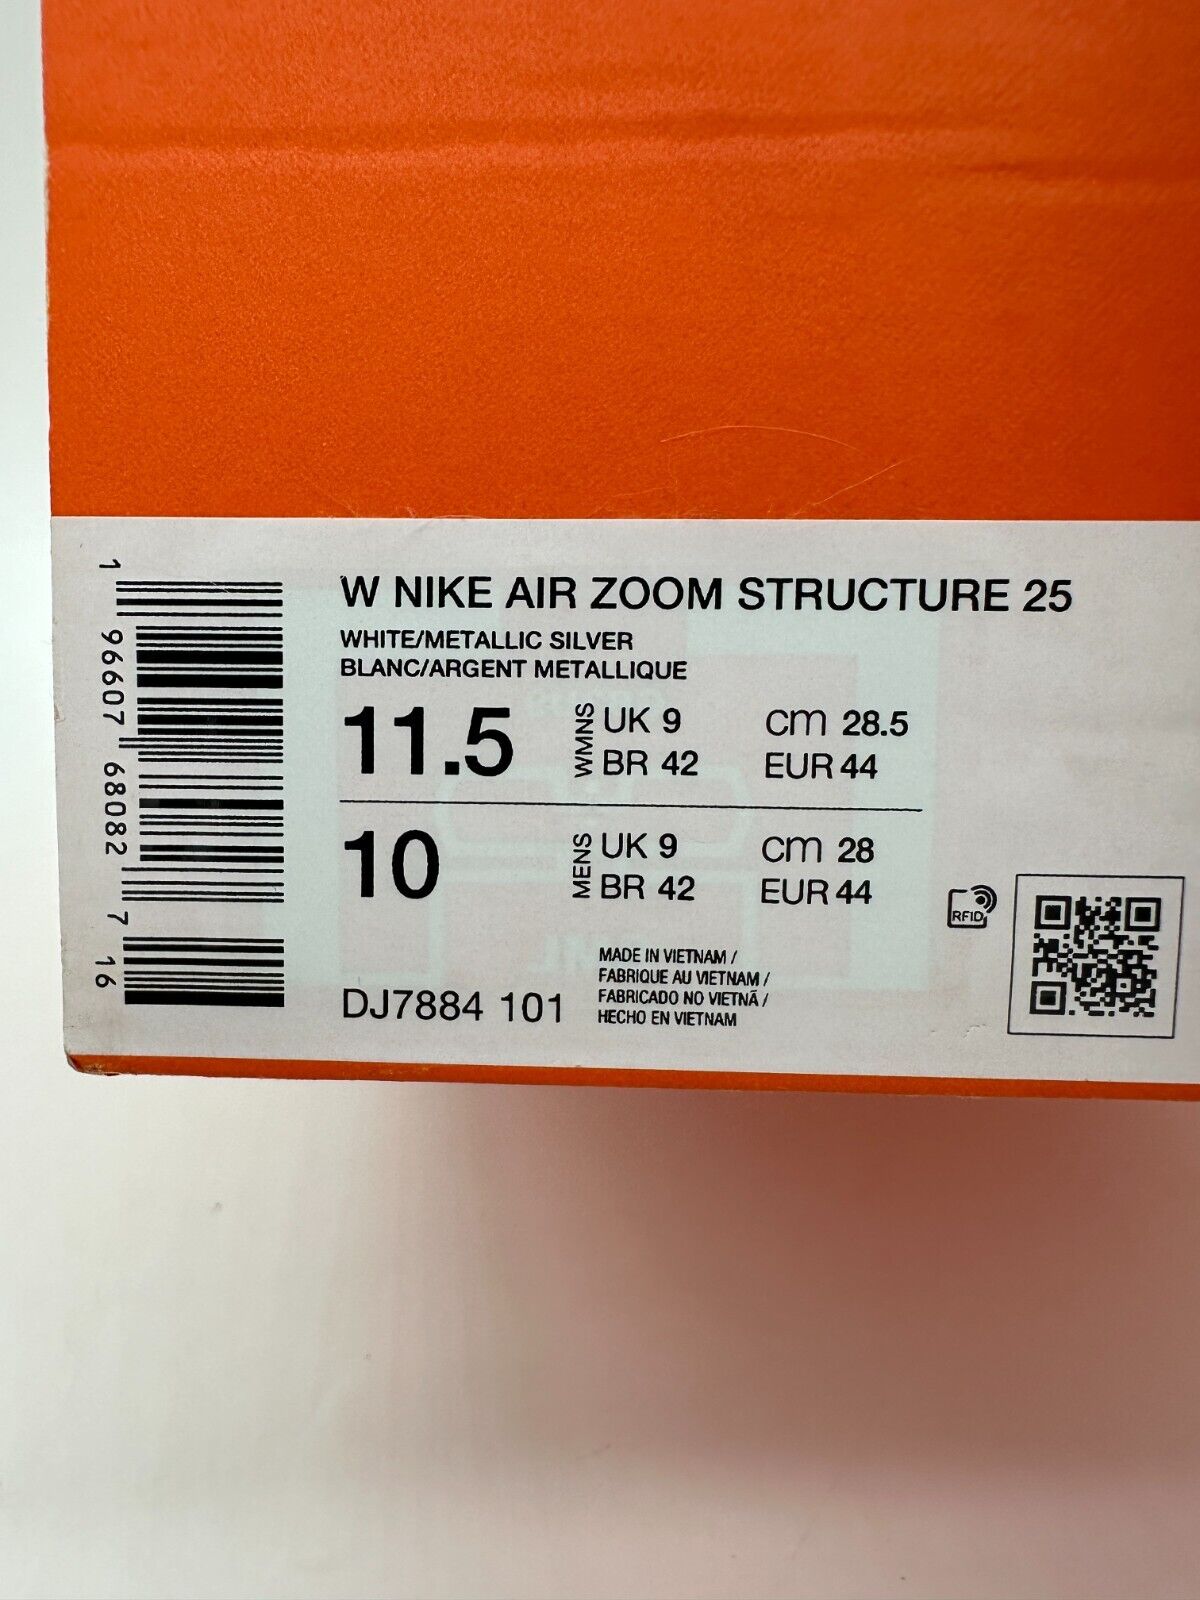 W NIKE AIR ZOOM STRUCTURE 25
WHITE/METALLIC SILVER
BLANC/ARGENT METALLIQUE
11.5 WMNS UK 9 cm 28.5
BR 42 EUR 44
10 MENS UK 9 cm 28
BR 42 EUR 44
DJ7884 101
MADE IN VIETNAM /
FABRIQUE AU VIETNAM /
FABRICADO NO VIETNÃ /
HECHO EN VIETNAM
RFID
1 96607 68082 7 16